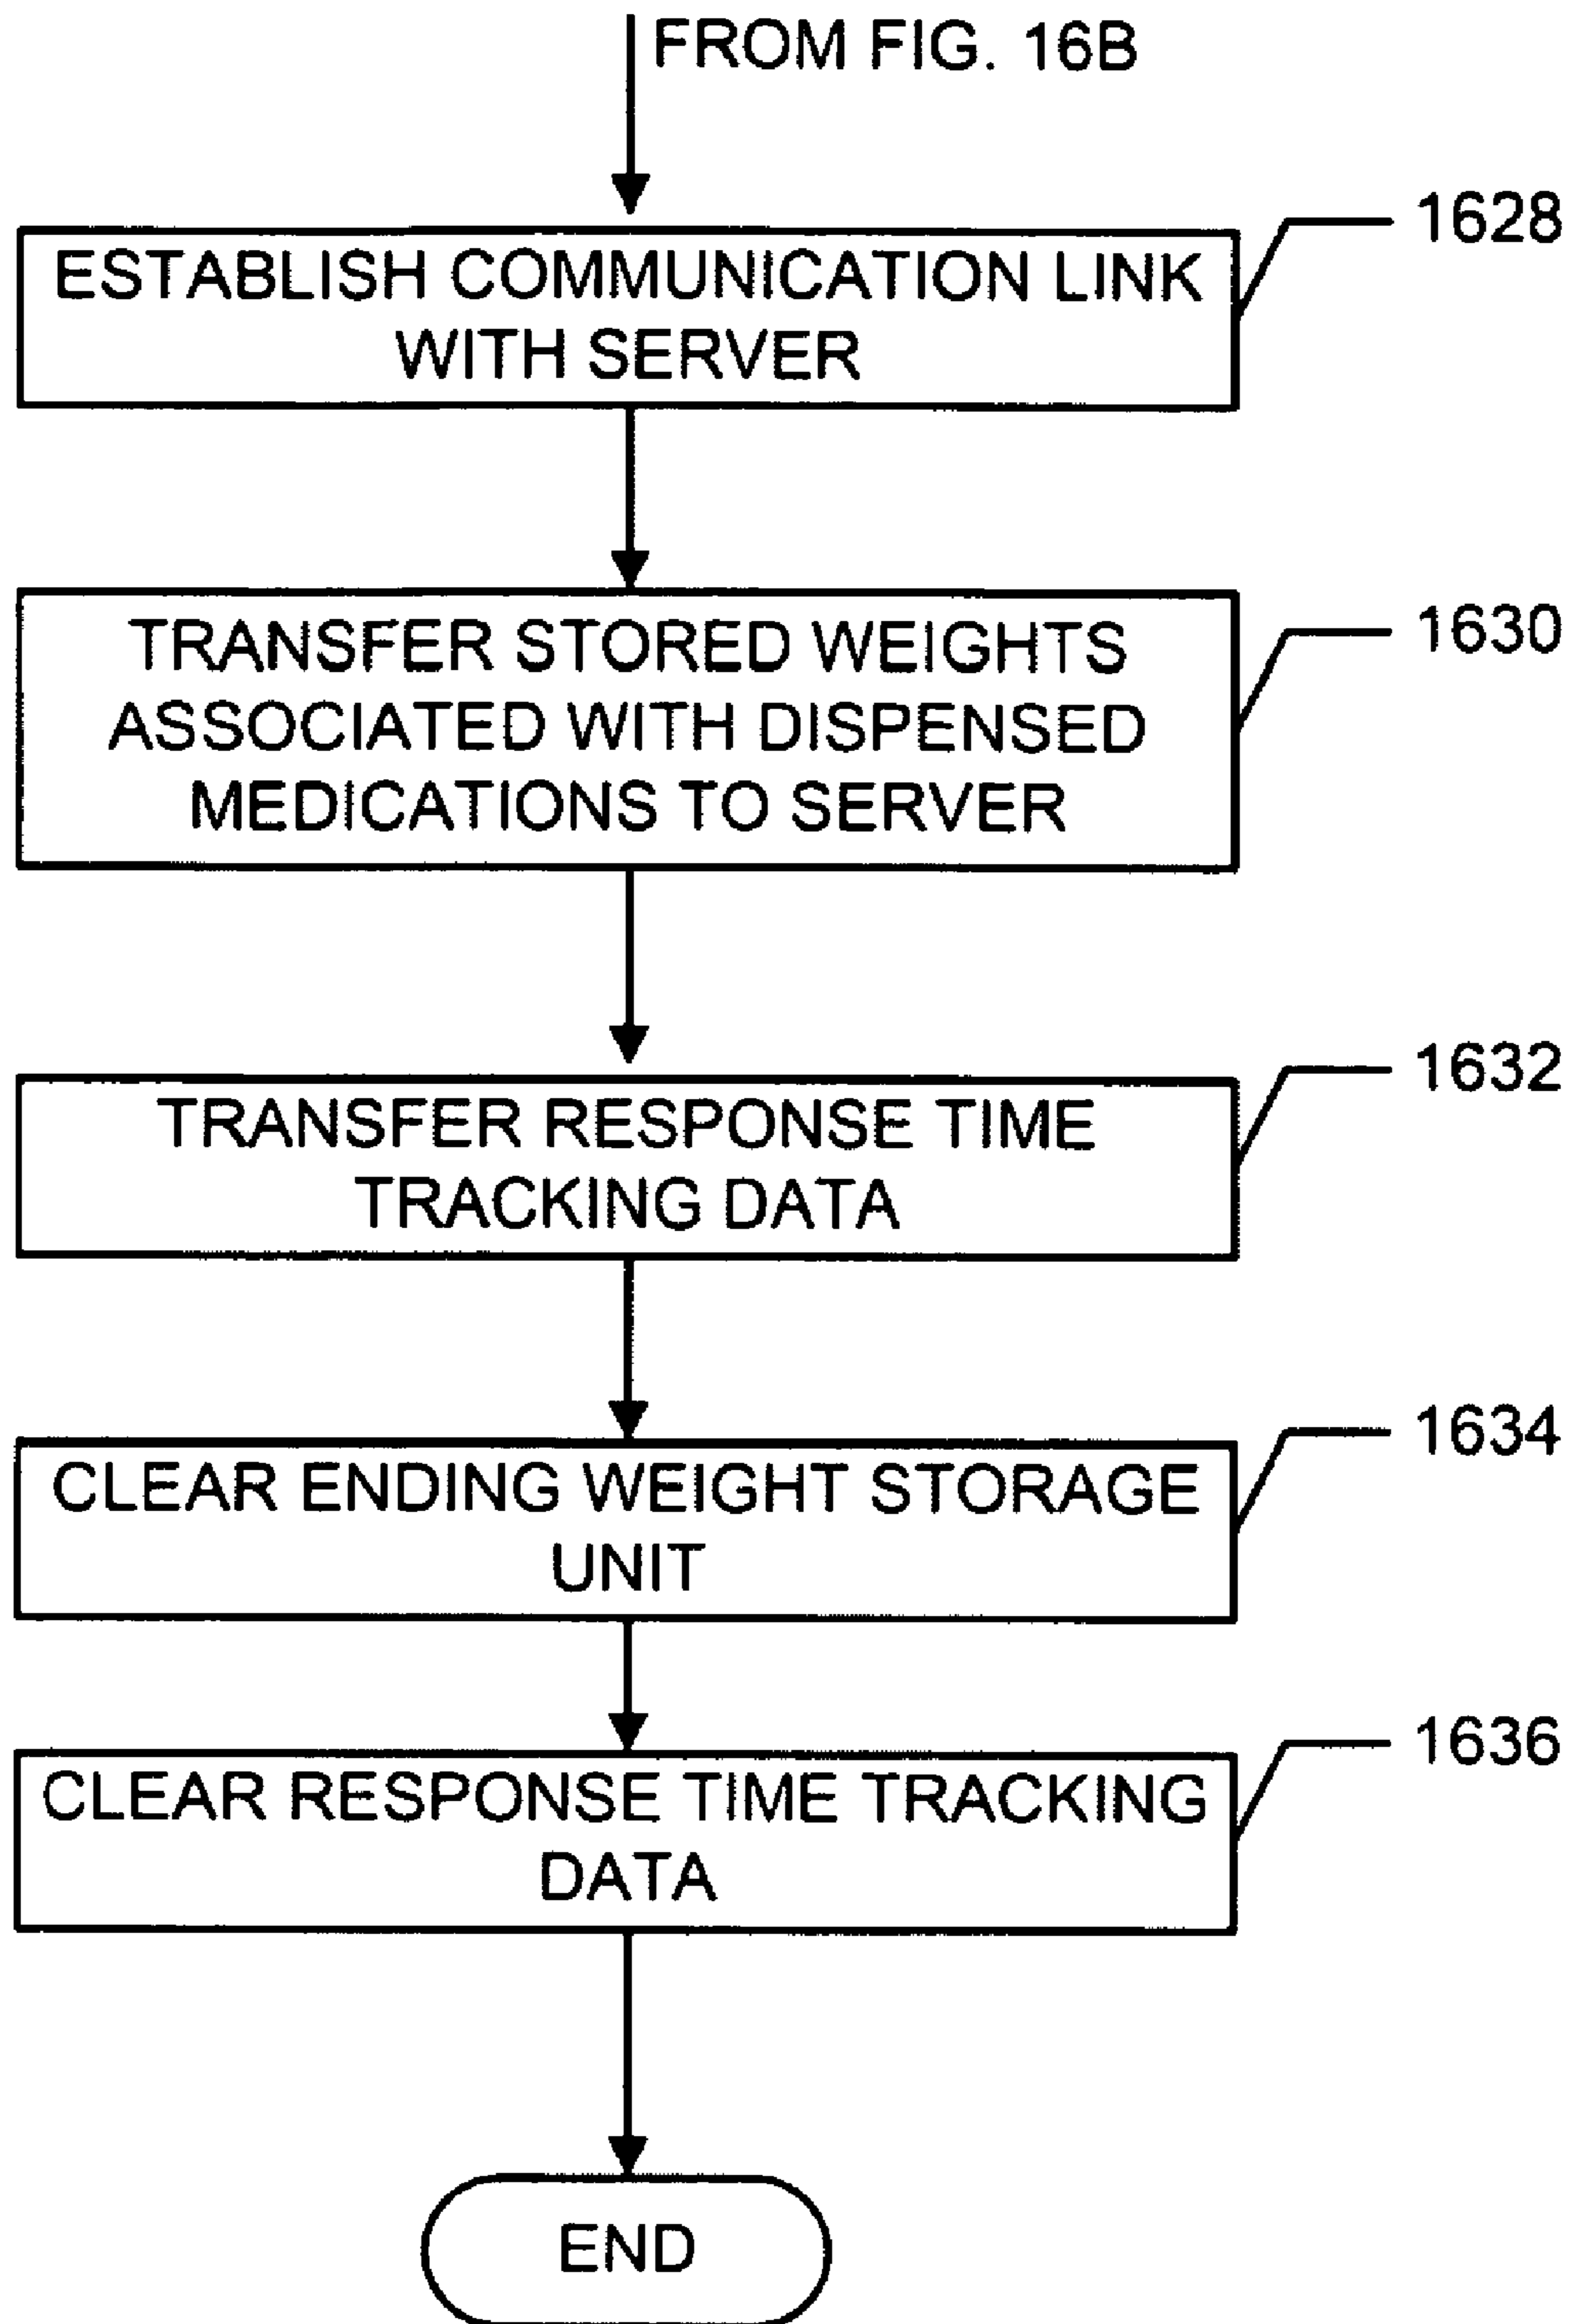 FROM FIG. 16B
1628
ESTABLISH COMMUNICATION LINK
WITH SERVER
1630
TRANSFER STORED WEIGHTS
ASSOCIATED WITH DISPENSED
MEDICATIONS TO SERVER
1632
TRANSFER RESPONSE TIME
TRACKING DATA
1634
CLEAR ENDING WEIGHT STORAGE
UNIT
1636
CLEAR RESPONSE TIME TRACKING
DATA
END